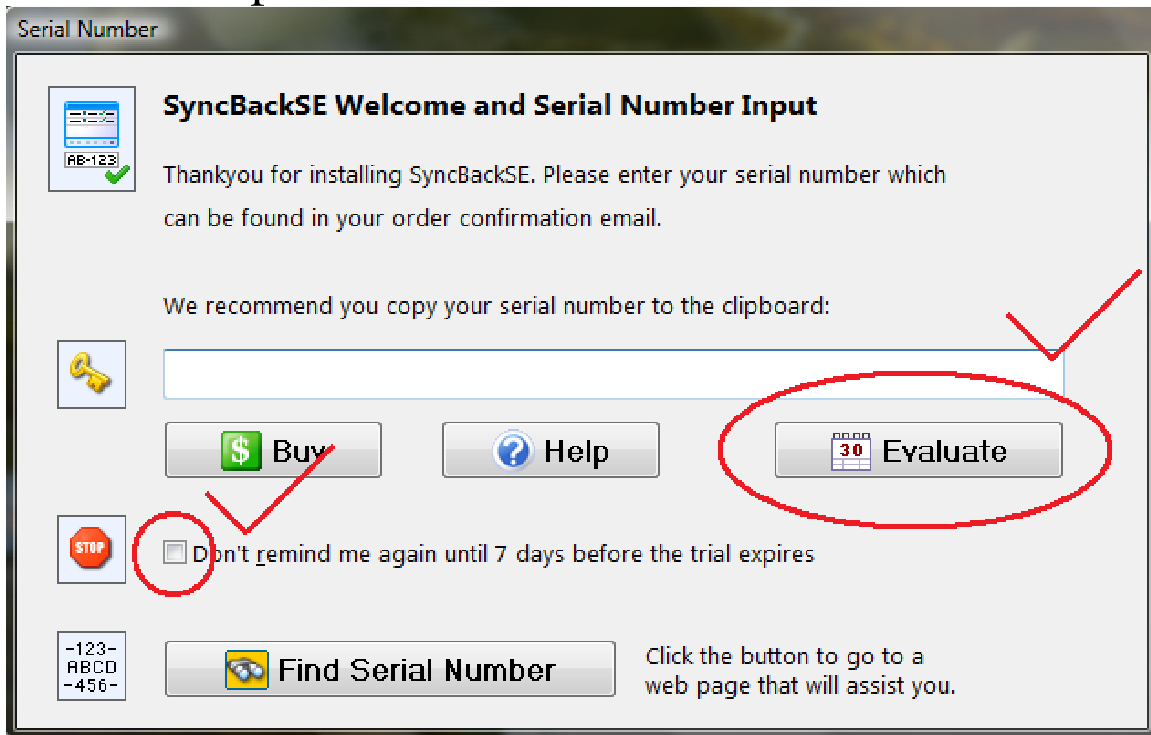 Serial Number
SyncBackSE Welcome and Serial Number Input
AB-123
Thankyou for installing SyncBackSE. Please enter your serial number which
can be found in your order confirmation email.
We recommend you copy your serial number to the clipboard:
$ Buy
? Help
30 Evaluate
STOP
Don't remind me again until 7 days before the trial expires
-123-
ABCD
-456-
Find Serial Number
Click the button to go to a
web page that will assist you.